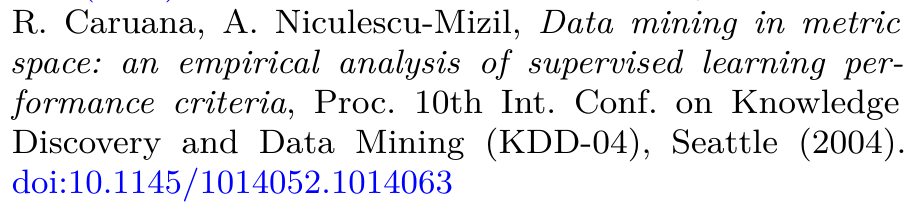 R. Caruana, A. Niculescu-Mizil, Data mining in metric
space: an empirical analysis of supervised learning per-
formance criteria, Proc. 10th Int. Conf. on Knowledge
Discovery and Data Mining (KDD-04), Seattle (2004).
doi:10.1145/1014052.1014063